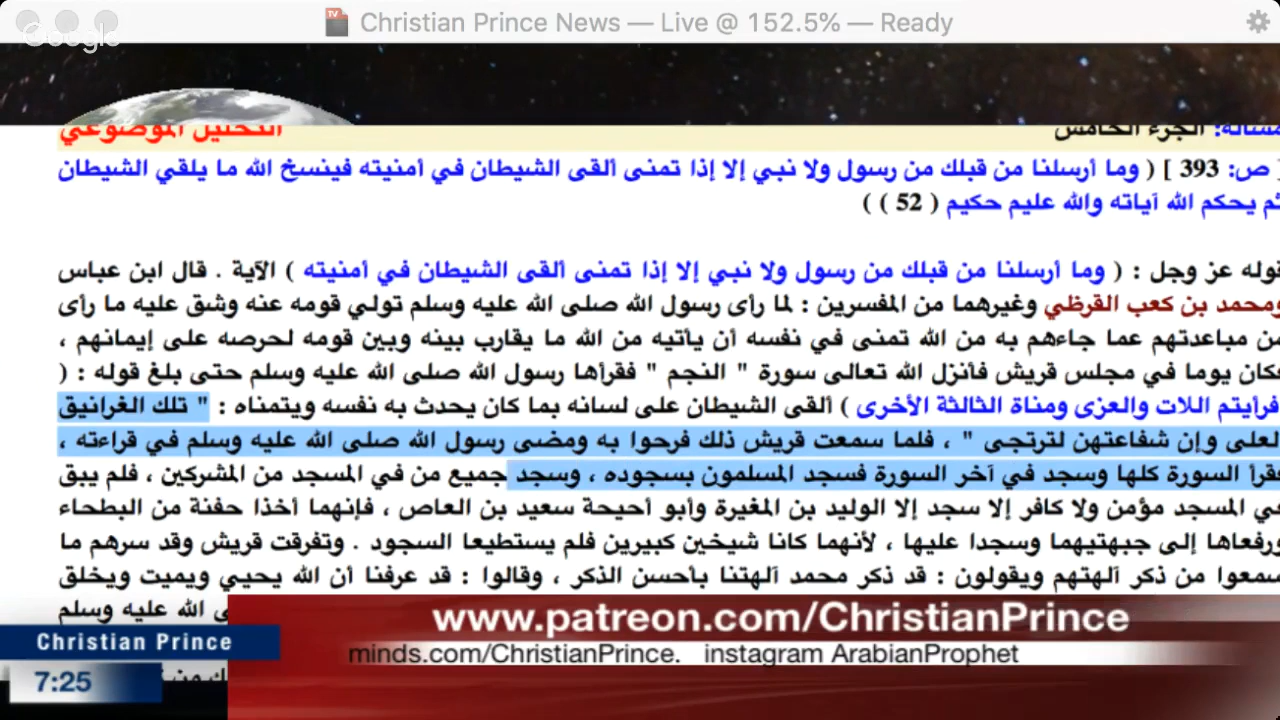 Christian Prince News — Live @ 152.5% — Ready
Google
TV
مسألة: الجزء الخامس
التحليل الموضوعي
[ ص: 393 ] ( وما أرسلنا من قبلك من رسول ولا نبي إلا إذا تمنى ألقى الشيطان في أمنيته فينسخ الله ما يلقي الشيطان
ثم يحكم الله آياته والله عليم حكيم ( 52 ) )
قوله عز وجل : ( وما أرسلنا من قبلك من رسول ولا نبي إلا إذا تمنى ألقى الشيطان في أمنيته ) الآية . قال ابن عباس
ومحمد بن كعب القرظي وغيرهما من المفسرين : لما رأى رسول الله صلى الله عليه وسلم تولي قومه عنه وشق عليه ما رأى
من مباعدتهم عما جاءهم به من الله تمنى في نفسه أن يأتيه من الله ما يقارب بينه وبين قومه لحرصه على إيمانهم ،
فكان يوما في مجلس قريش فأنزل الله تعالى سورة " النجم " فقرأها رسول الله صلى الله عليه وسلم حتى بلغ قوله : (
أفرأيتم اللات والعزى ومناة الثالثة الأخرى ) ألقى الشيطان على لسانه بما كان يحدث به نفسه ويتمناه : " تلك الغرانيق
العلى وإن شفاعتهن لترتجى " ، فلما سمعت قريش ذلك فرحوا به ومضى رسول الله صلى الله عليه وسلم في قراءته ،
فقرأ السورة كلها وسجد في آخر السورة فسجد المسلمون بسجوده ، وسجد جميع من في المسجد من المشركين ، فلم يبق
في المسجد مؤمن ولا كافر إلا سجد إلا الوليد بن المغيرة وأبو أحيحة سعيد بن العاص ، فإنهما أخذا حفنة من البطحاء
ورفعاها إلى جبهتيهما وسجدا عليها ، لأنهما كانا شيخين كبيرين فلم يستطيعا السجود . وتفرقت قريش وقد سرهم ما
سمعوا من ذكر آلهتهم ويقولون : قد ذكر محمد آلهتنا بأحسن الذكر ، وقالوا : قد عرفنا أن الله يحيي ويميت ويخلق
الله عليه وسلم
www.patreon.com/ChristianPrince
Christian Prince
minds.com/ChristianPrince. instagram ArabianProphet
7:25